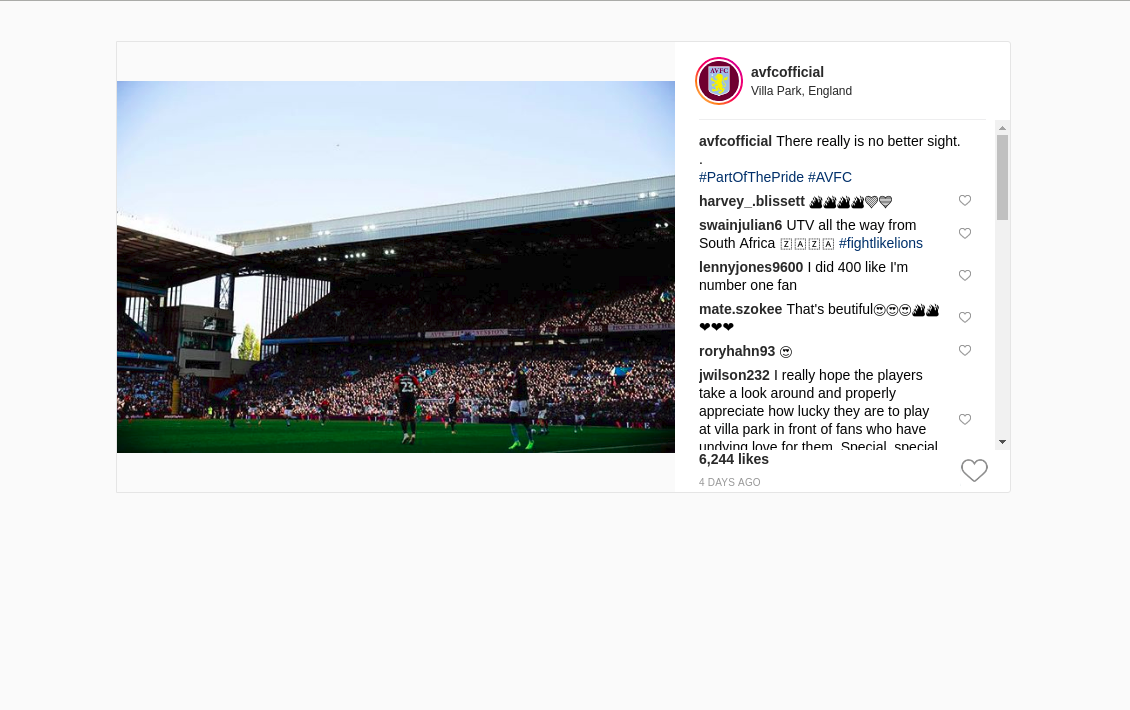 AVFC
avfcofficial
Villa Park, England
avfcofficial There really is no better sight.
.
#PartOfThePride #AVFC
harvey_.blissett 
swainjulian6 UTV all the way from
South Africa 🇿🇦🇿🇦 #fightlikelions
lennyjones9600 I did 400 like I'm
number one fan
mate.szokee That's beutiful😍😍😍
❤❤❤
roryhahn93 😍
jwilson232 I really hope the players
take a look around and properly
appreciate how lucky they are to play
at villa park in front of fans who have
undying love for them. Special, special
6,244 likes
4 DAYS AGO
23
LUKE